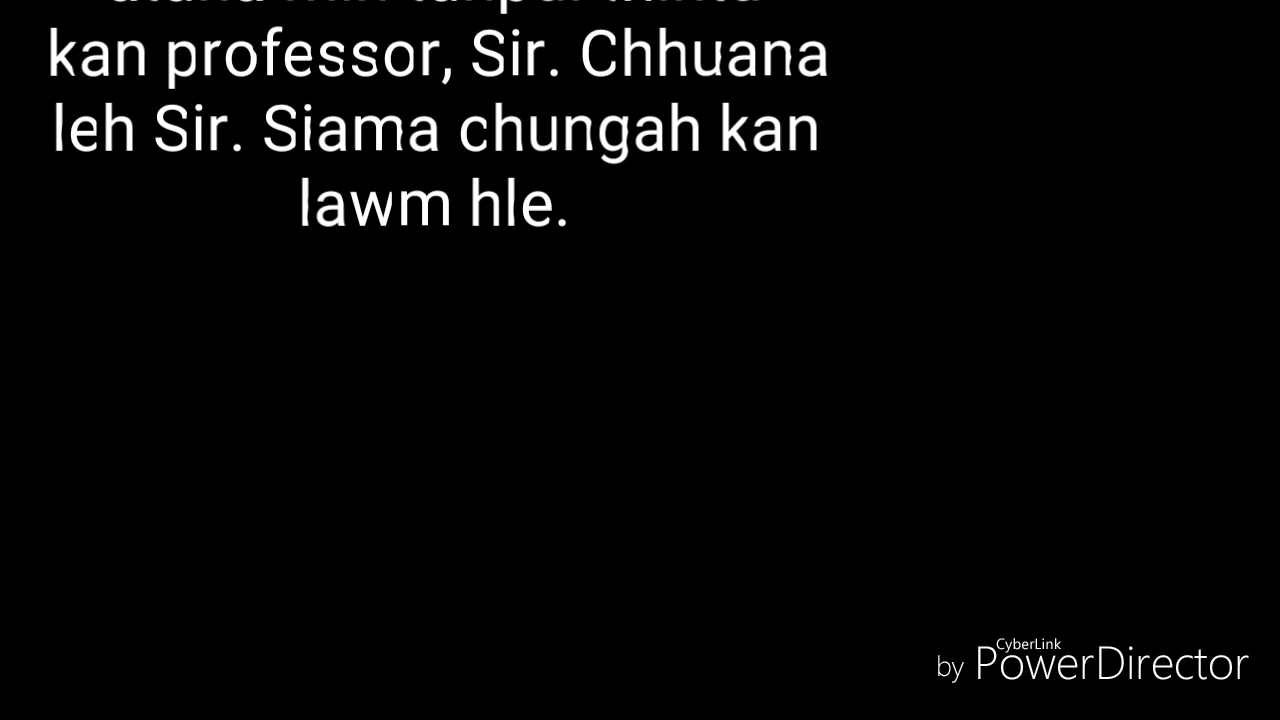 kan professor, Sir. Chhuana
leh Sir. Siama chungah kan
lawm hle.
by CyberLink PowerDirector